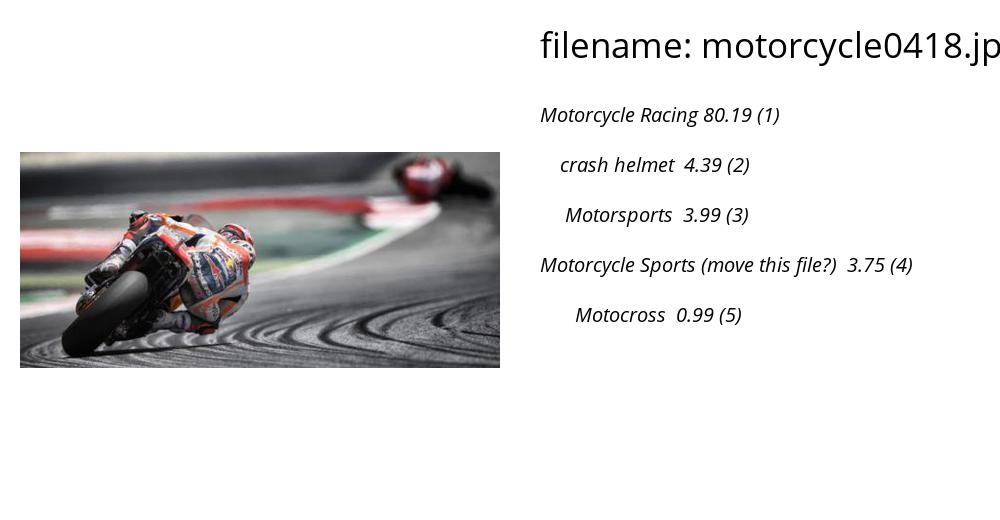 filename: motorcycle0418.jp
Motorcycle Racing 80.19 (1)
crash helmet 4.39 (2)
Motorsports 3.99 (3)
Motorcycle Sports (move this file?) 3.75 (4)
Motocross 0.99 (5)